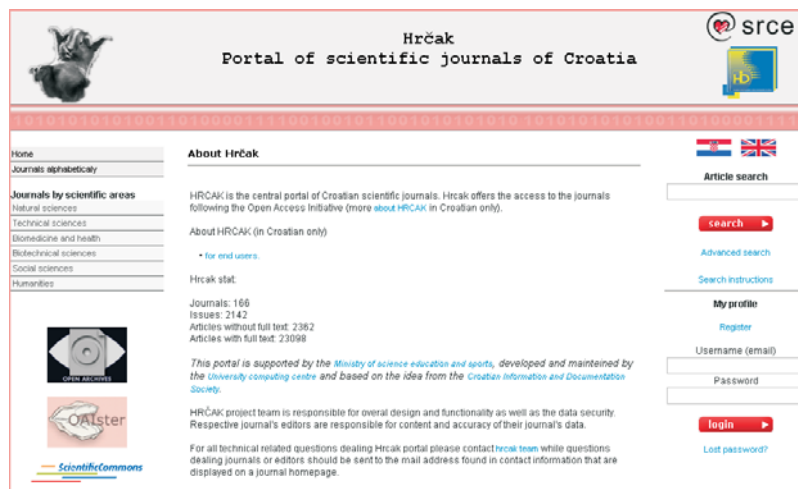 Hrčak
Portal of scientific journals of Croatia
srce
Home
Journals alphabeticaly
Journals by scientific areas
Natural sciences
Technical sciences
Biomedicine and health
Biotechnical sciences
Social sciences
Humanities
OPEN ARCHIVES
OAIster
ScientificCommons
About Hrčak
HRČAK is the central portal of Croatian scientific journals. Hrcak offers the access to the journals
following the Open Access Initiative (more about HRČAK in Croatian only).
About HRČAK (in Croatian only)
• for end users.
Hrcak stat:
Journals: 166
Issues: 2142
Articles without full text: 2362
Articles with full text: 23098
This portal is supported by the Ministry of science education and sports, developed and mainteined by
the University computing centre and based on the idea from the Croatian Information and Documentation
Society.
HRČAK project team is responsible for overal design and functionality as well as the data security.
Respective journal's editors are responsible for content and accuracy of their journal's data.
For all technical related questions dealing Hrcak portal please contact hrcak team while questions
dealing journals or editors should be sent to the mail address found in contact information that are
displayed on a journal homepage.
Article search
search
Advanced search
Search instructions
My profile
Register
Username (email)
Password
login
Lost password?